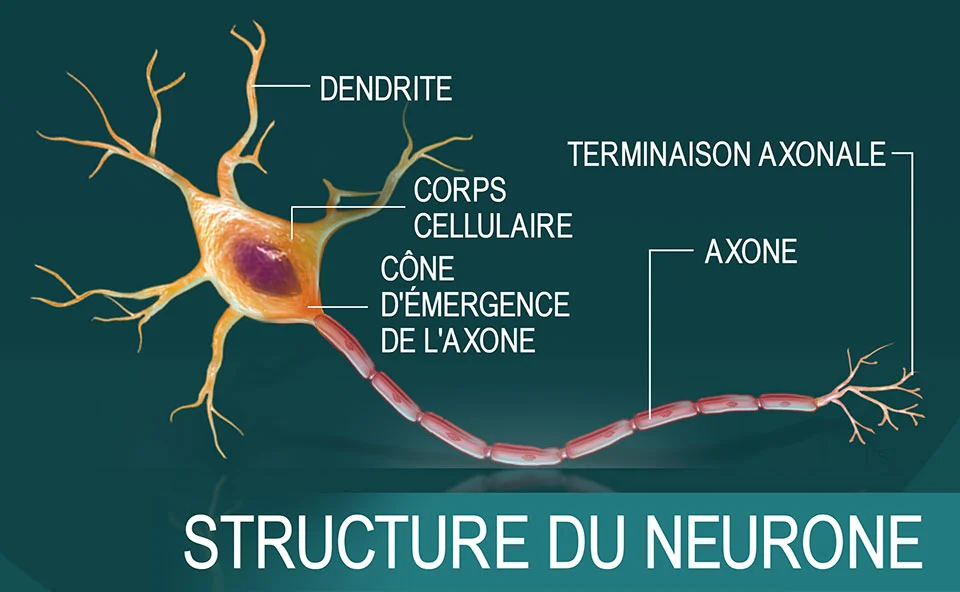 DENDRITE
TERMINAISON AXONALE
CORPS
CELLULAIRE
AXONE
CÔNE
D'ÉMERGENCE
DE L'AXONE
STRUCTURE DU NEURONE